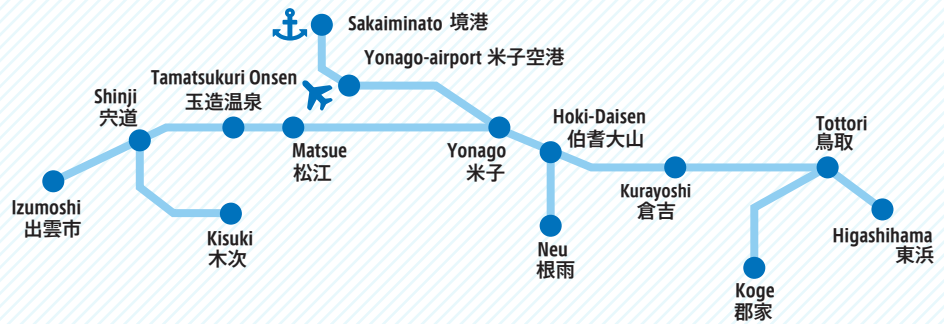 Sakaiminato 境港
Yonago-airport 米子空港
Tamatsukuri Onsen
玉造温泉
Shinji
宍道
Hoki-Daisen
伯耆大山
Tottori
鳥取
Matsue
松江
Yonago
米子
Kurayoshi
倉吉
Izumoshi
出雲市
Kisuki
木次
Neu
根雨
Higashihama
東浜
Koge
郡家